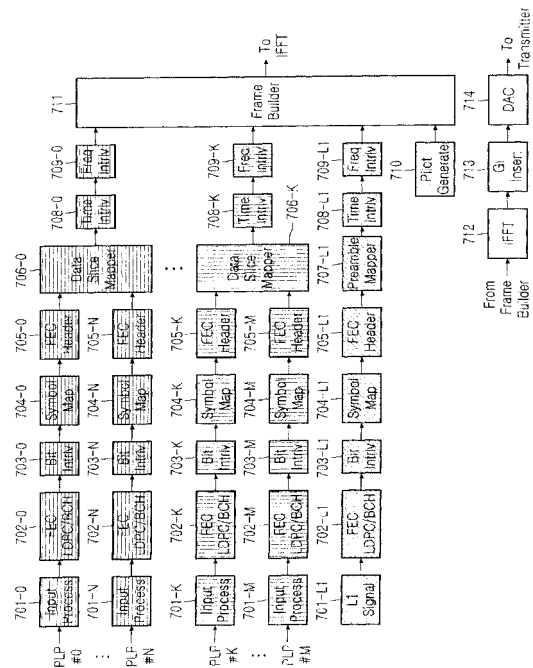 PLP
#0
701-0
Input
Process
702-0
FEC
LDPC/BCH
703-0
Bit
Intrlv
704-0
Symbol
Map
705-0
FEC
Header
706-0
Data
Slice
Mapper
708-0
Time
Intrlv
709-0
Freq
Intrlv
711
Frame
Builder
To
IFFT
PLP
#N
701-N
Input
Process
702-N
FEC
LDPC/BCH
703-N
Bit
Intrlv
704-N
Symbol
Map
705-N
FEC
Header
PLP
#K
701-K
Input
Process
702-K
FEC
LDPC/BCH
703-K
Bit
Intrlv
704-K
Symbol
Map
705-K
FEC
Header
706-K
Data
Slice
Mapper
708-K
Time
Intrlv
709-K
Frec
Intrlv
PLP
#M
701-M
Input
Process
702-M
FEC
LDPC/BCH
703-M
Bit
Intrlv
704-M
Symbol
Map
705-M
FEC
Header
701-L1
L1
Signal
702-L1
FEC
LDPC/BCH
703-L1
Bit
Intrlv
704-L1
Symbol
Map
705-L1
FEC
Header
707-L1
Preamble
Mapper
708-L1
Time
Intrlv
709-L1
Freq
Intrlv
710
Pilot
Generate
From
Frame
Builder
712
iFFT
713
GI
Insert
714
DAC
To
Transmitter